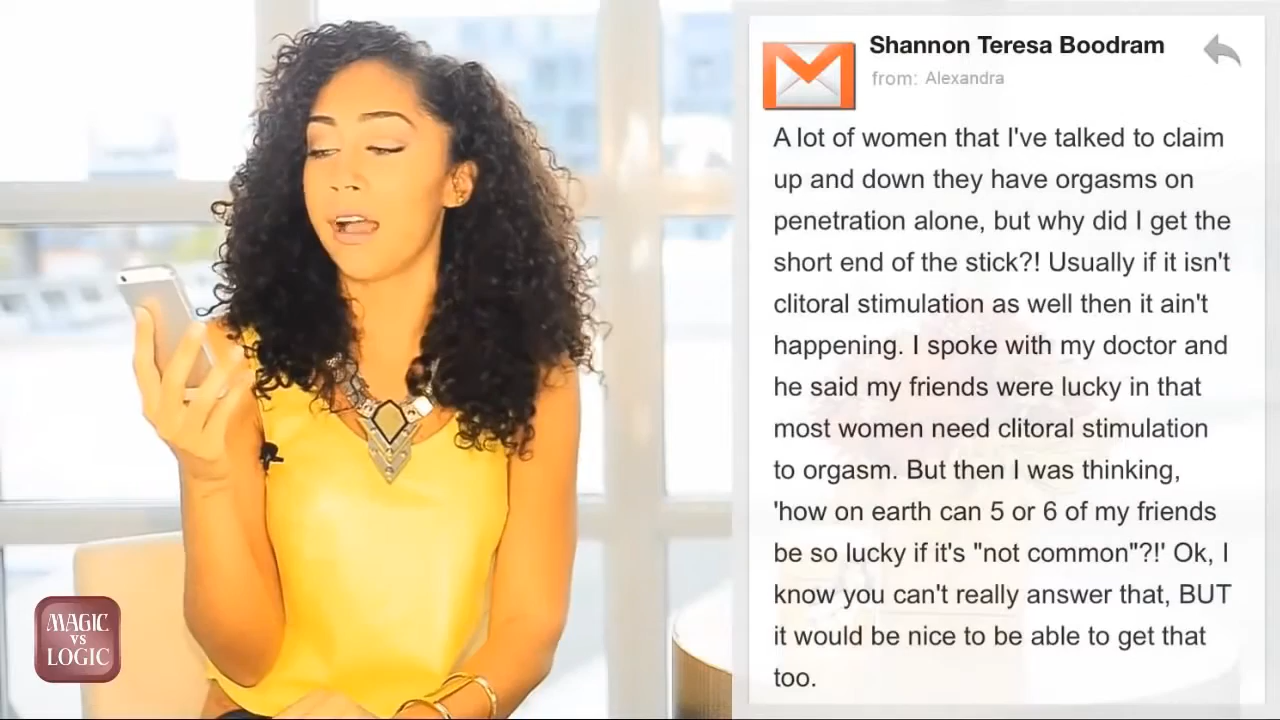 Shannon Teresa Boodram
from: Alexandra
A lot of women that I've talked to claim
up and down they have orgasms on
penetration alone, but why did I get the
short end of the stick?! Usually if it isn't
clitoral stimulation as well then it ain't
happening. I spoke with my doctor and
he said my friends were lucky in that
most women need clitoral stimulation
to orgasm. But then I was thinking,
'how on earth can 5 or 6 of my friends
be so lucky if it's "not common"?!' Ok, I
know you can't really answer that, BUT
it would be nice to be able to get that
too.
MAGIC
VS
LOGIC